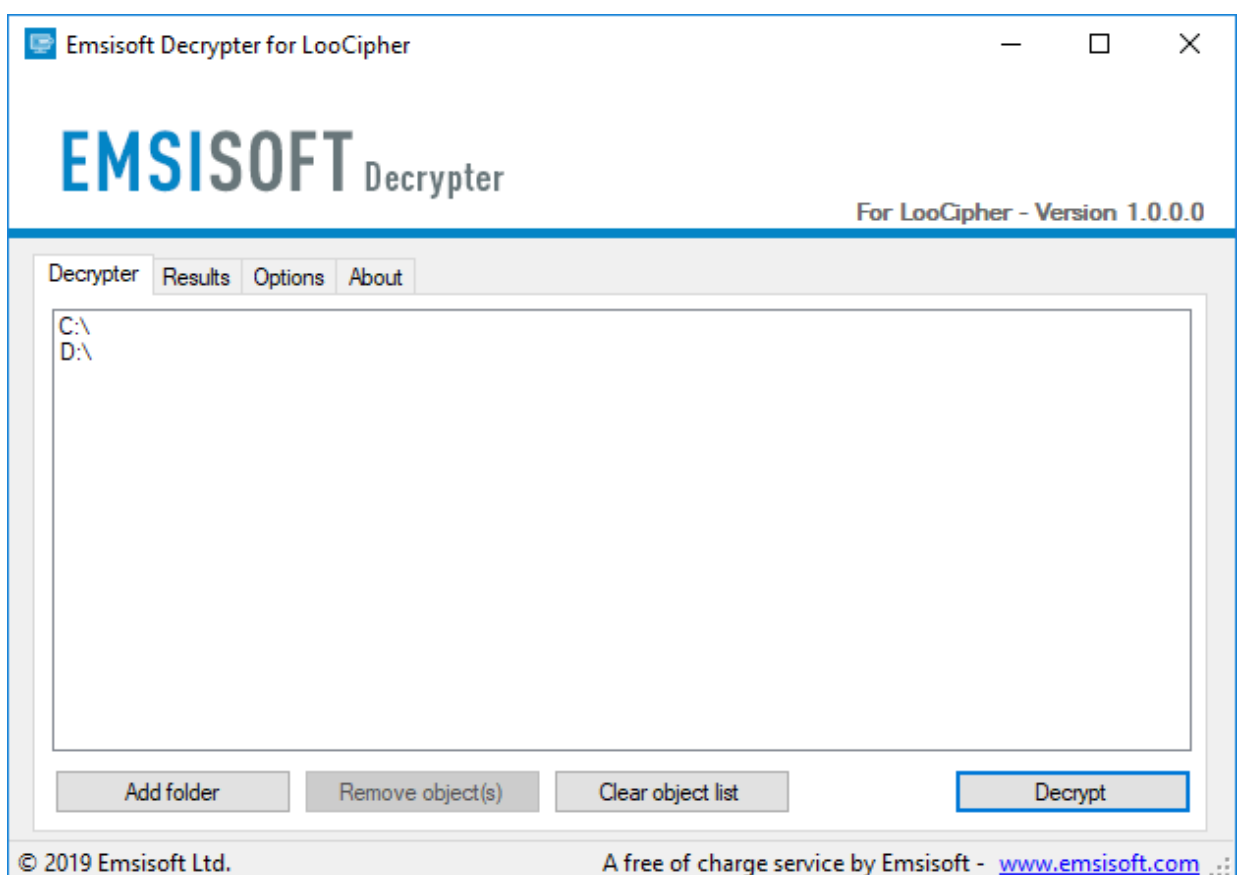 Emsisoft Decrypter for LooCipher
EMSISOFT Decrypter
For LooCipher - Version 1.0.0.0
Decrypter Results Options About
C:\
D:\
Add folder Remove object(s) Clear object list Decrypt
© 2019 Emsisoft Ltd. A free of charge service by Emsisoft - www.emsisoft.com